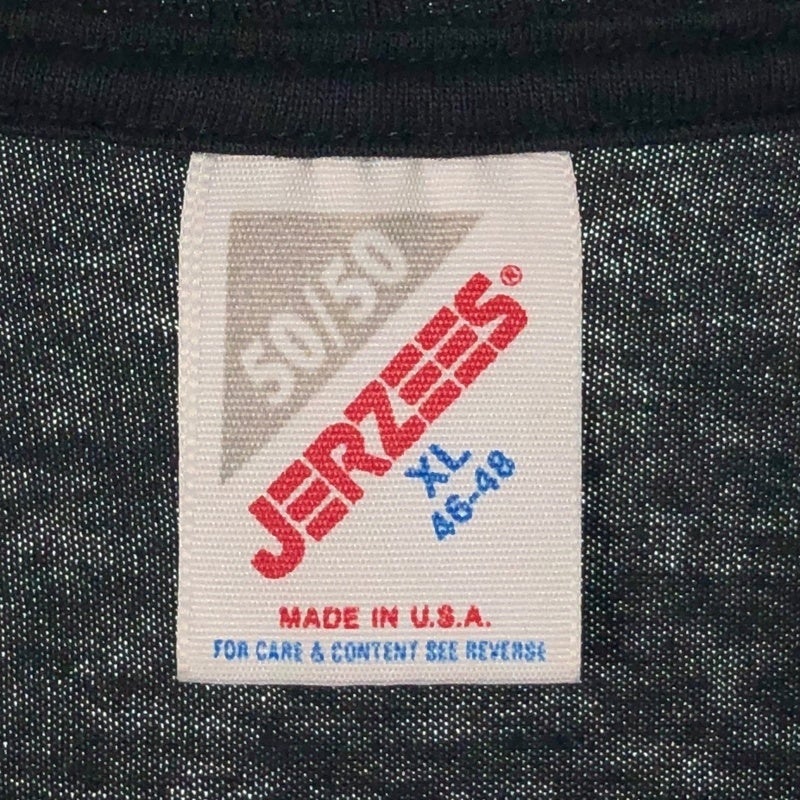 50/50
JERZEES®
XL
46-48
MADE IN U.S.A.
FOR CARE & CONTENT SEE REVERSE